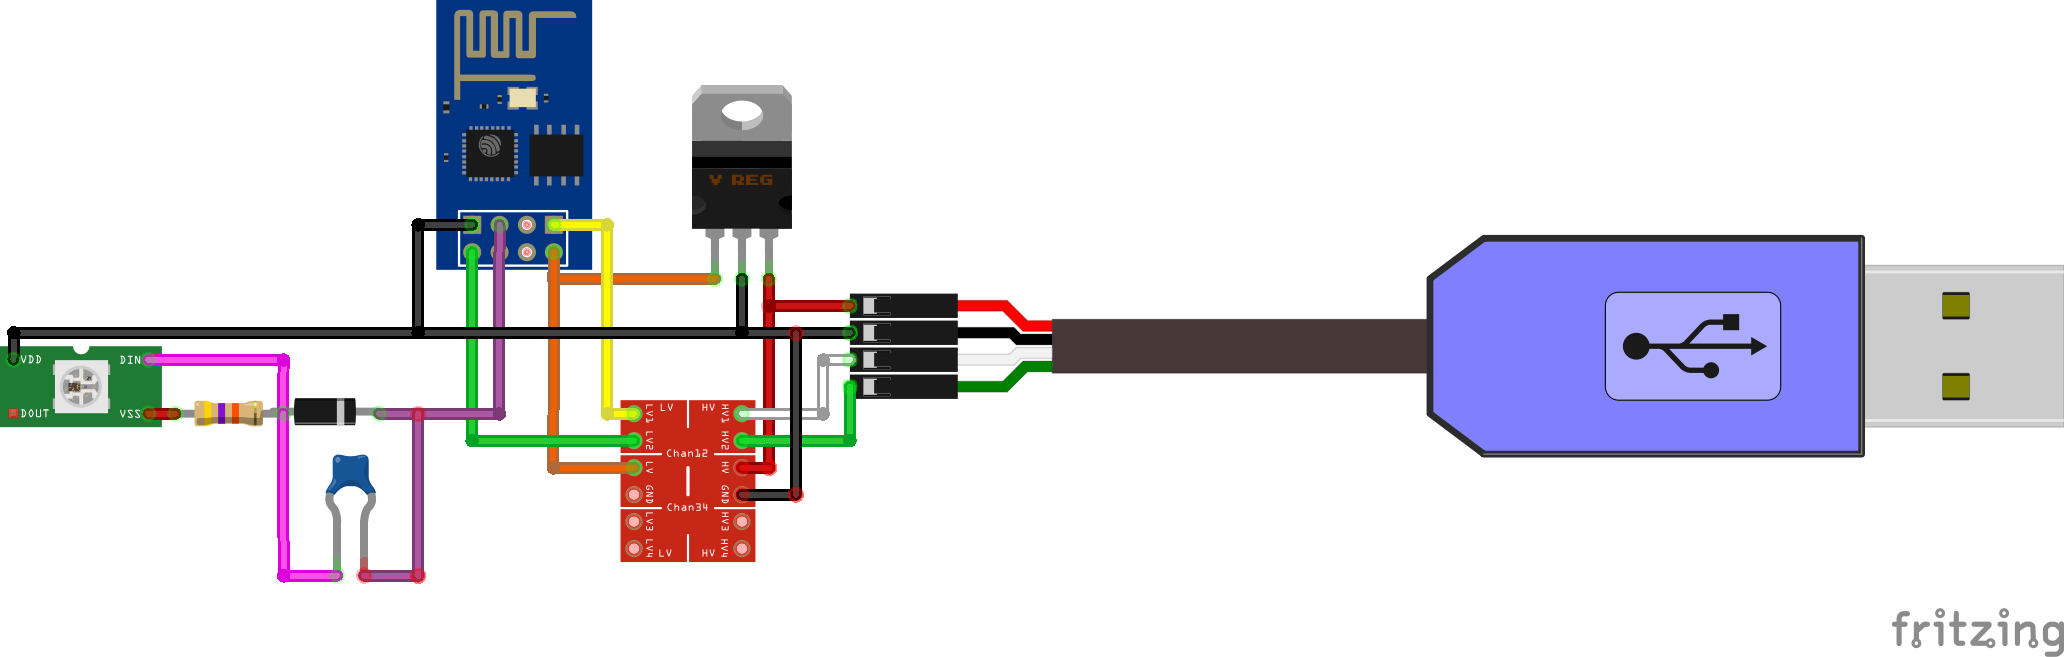 V REG
VDD
DIN
DOUT
VSS
LV
HV
LV1
HV1
LV2
HV2
Chan12
LV
HV
GND
GND
Chan34
LV3
HV3
LV4
HV4
LV
HV
fritzing